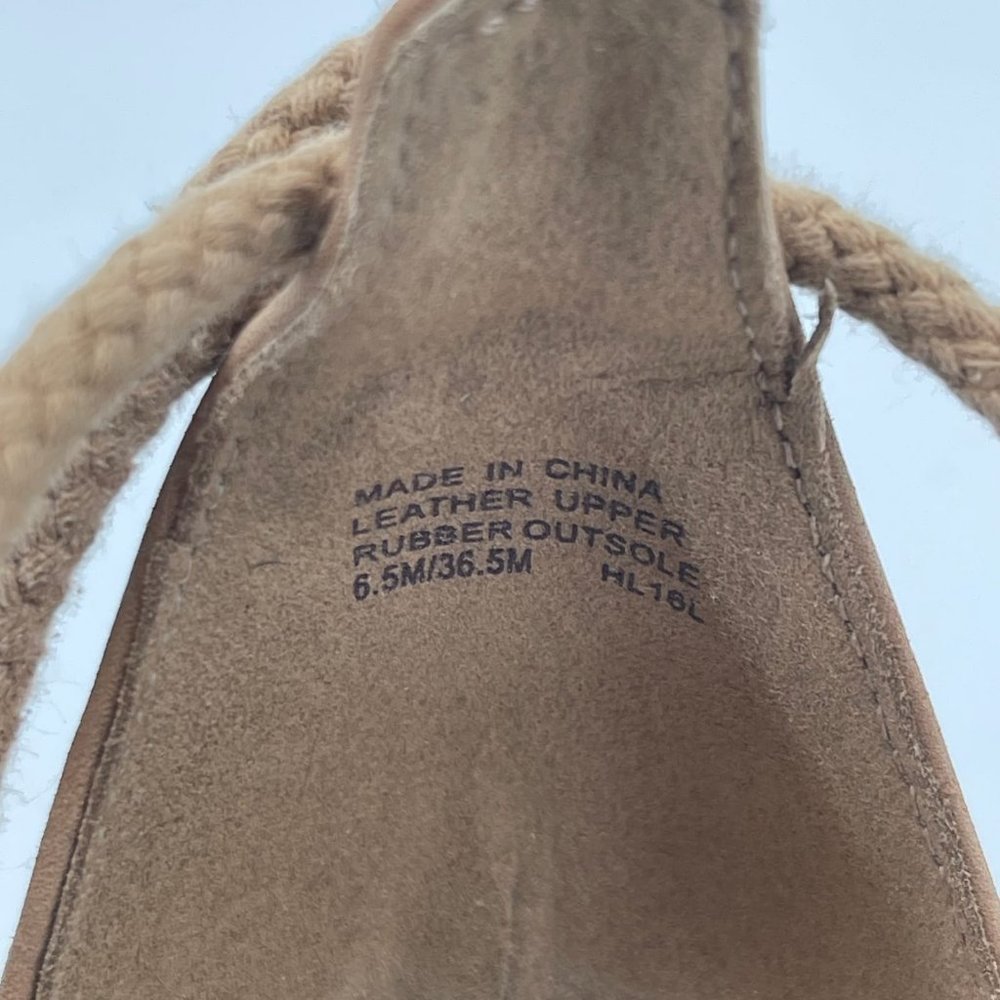 MADE IN CHINA
LEATHER UPPER
RUBBER OUTSOLE
6.5M/36.5M HL16L